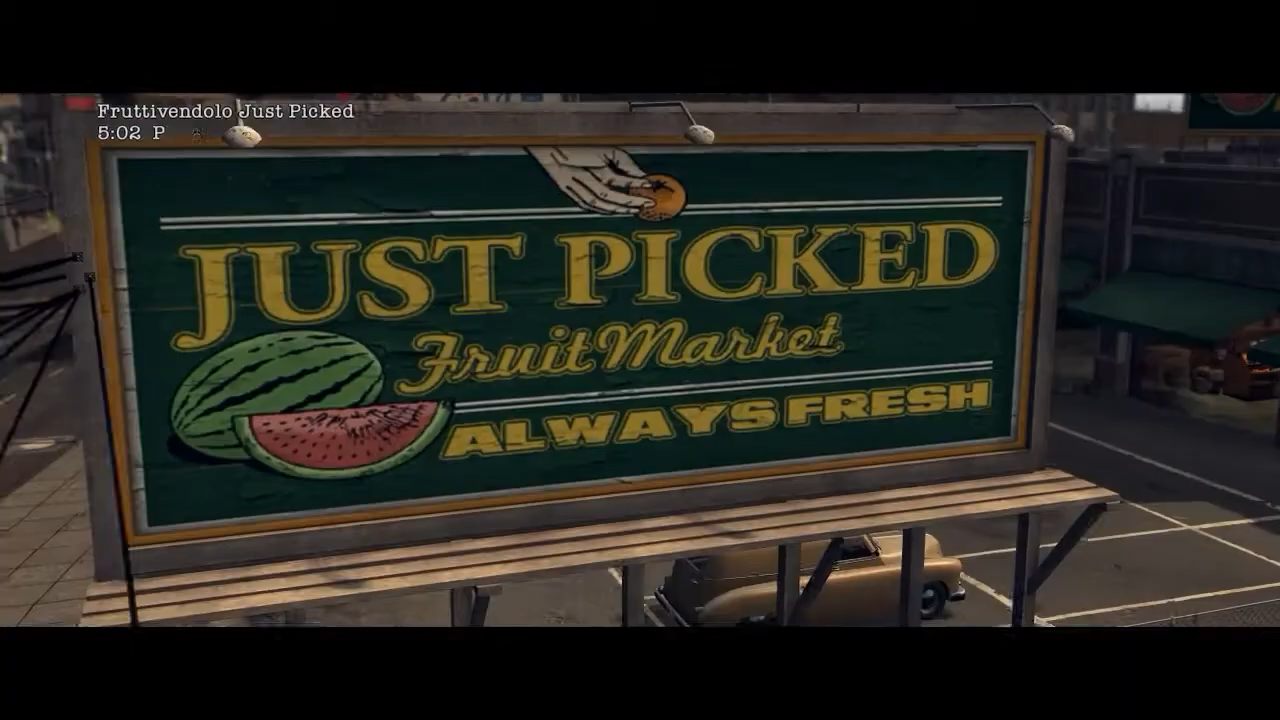 Fruttivendolo Just Picked
5:02 P
JUST PICKED
Fruit Market
ALWAYS FRESH